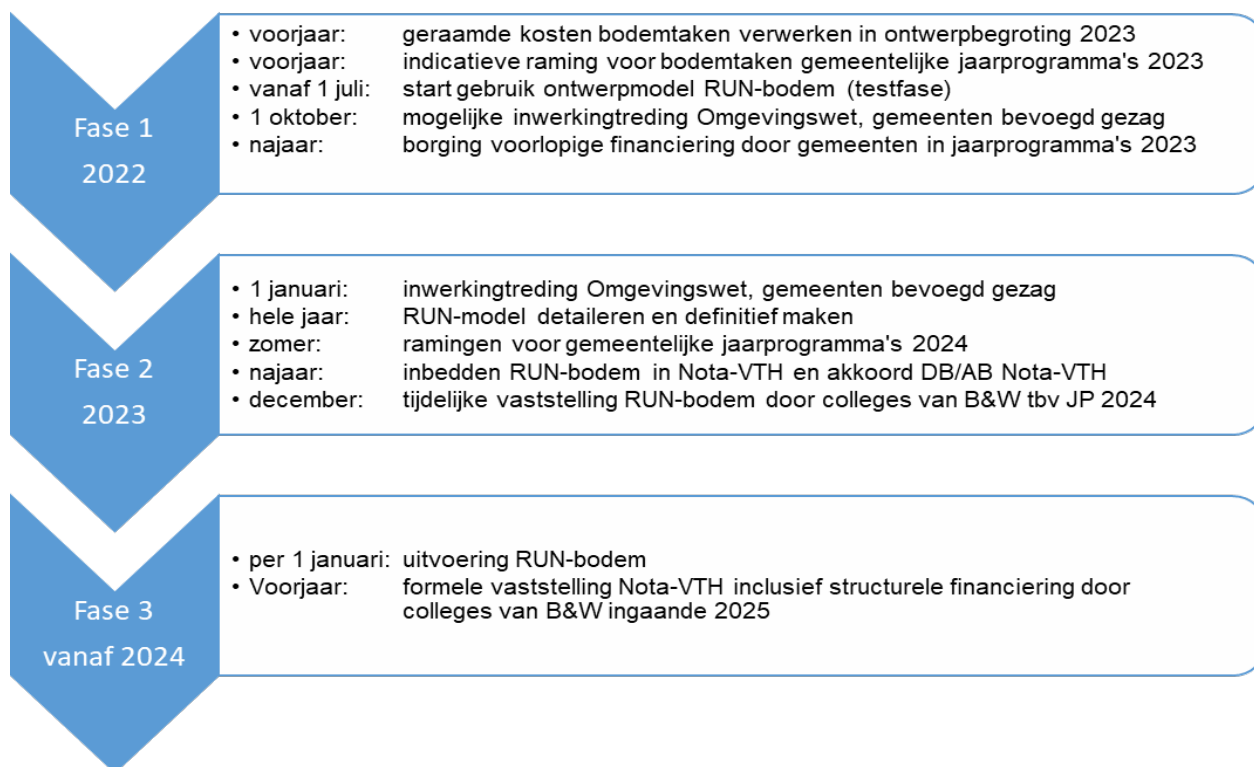 Fase 1
2022
• voorjaar: geraamde kosten bodemtaken verwerken in ontwerpbegroting 2023
• voorjaar: indicatieve raming voor bodemtaken gemeentelijke jaarprogramma's 2023
• vanaf 1 juli: start gebruik ontwerpmodel RUN-bodem (testfase)
• 1 oktober: mogelijke inwerkingtreding Omgevingswet, gemeenten bevoegd gezag
• najaar: borging voorlopige financiering door gemeenten in jaarprogramma's 2023
Fase 2
2023
• 1 januari: inwerkingtreding Omgevingswet, gemeenten bevoegd gezag
• hele jaar: RUN-model detaileren en definitief maken
• zomer: ramingen voor gemeentelijke jaarprogramma's 2024
• najaar: inbedden RUN-bodem in Nota-VTH en akkoord DB/AB Nota-VTH
• december: tijdelijke vaststelling RUN-bodem door colleges van B&W tbv JP 2024
Fase 3
vanaf 2024
• per 1 januari: uitvoering RUN-bodem
• Voorjaar: formele vaststelling Nota-VTH inclusief structurele financiering door
colleges van B&W ingaande 2025